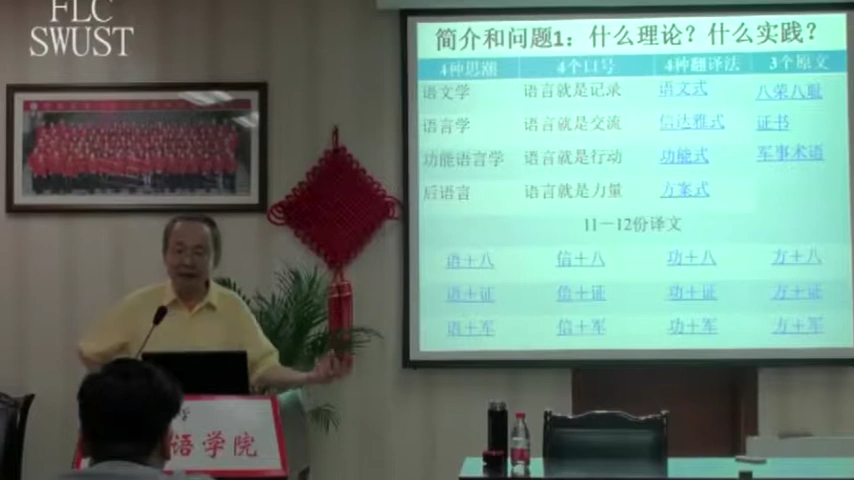 FLC
SWUST
简介和问题1：什么理论？什么实践？
4种思潮 4个口号 4种翻译法 3个原文
语文学 语言就是记录 语文式 八荣八耻
语言学 语言就是交流 信达雅式 证书
功能语言学 语言就是行动 功能式 军事术语
后语言 语言就是力量 方案式
11－12份译文
语＋八 信＋八 功＋八 方＋八
语＋证 信＋证 功＋证 方＋证
语＋军 信＋军 功＋军 方＋军
语学院